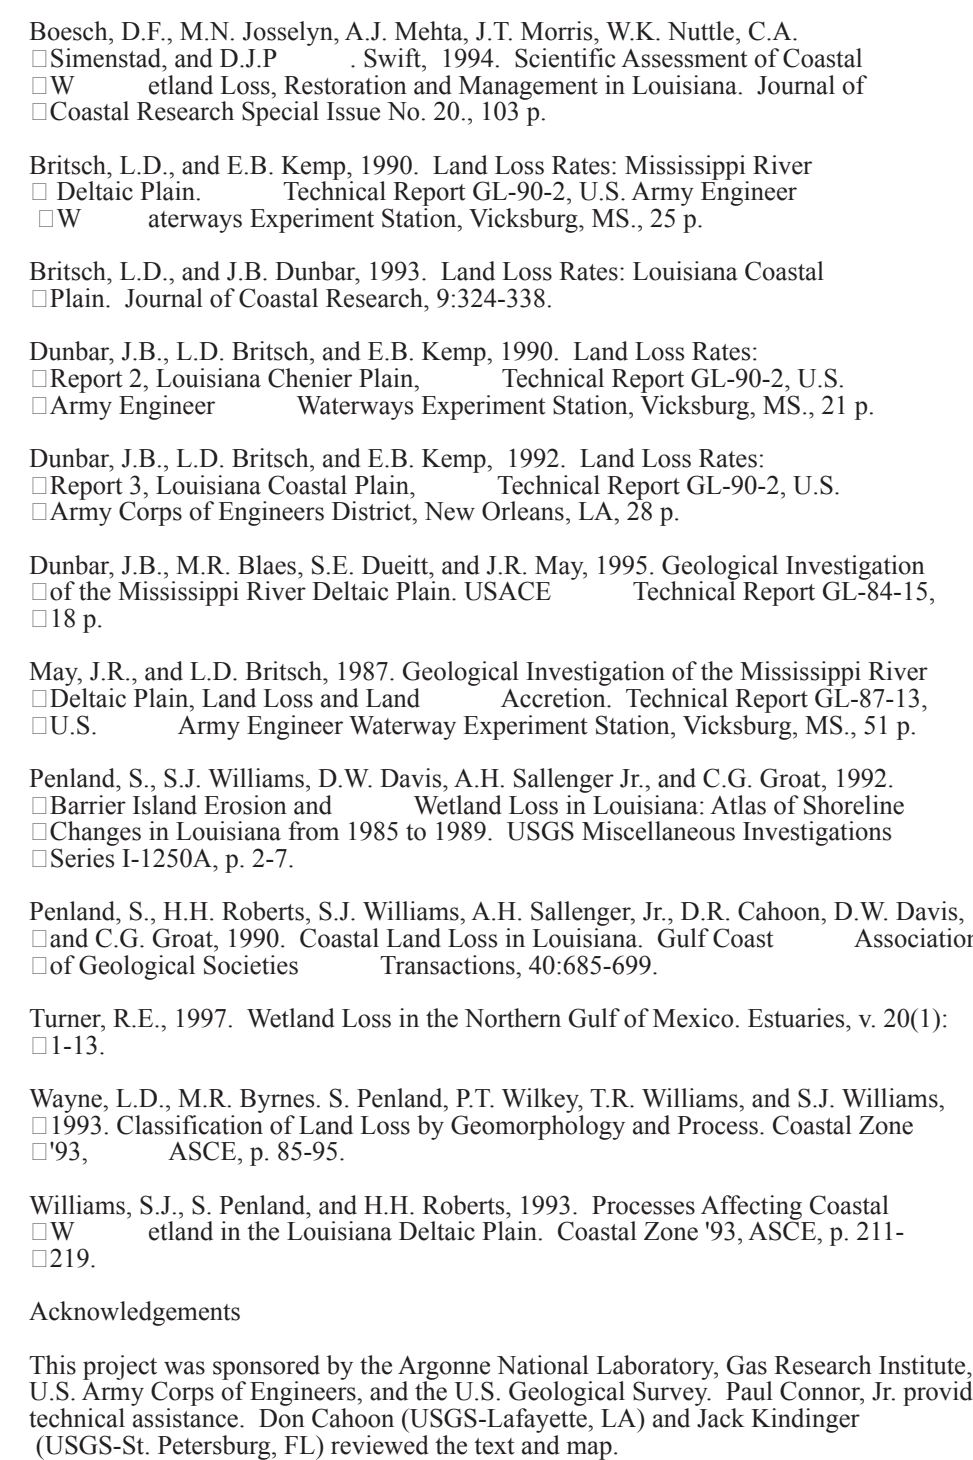 Boesch, D.F., M.N. Josselyn, A.J. Mehta, J.T. Morris, W.K. Nuttle, C.A.
□Simenstad, and D.J.P . Swift, 1994. Scientific Assessment of Coastal
□W etland Loss, Restoration and Management in Louisiana. Journal of
□Coastal Research Special Issue No. 20., 103 p.

Britsch, L.D., and E.B. Kemp, 1990. Land Loss Rates: Mississippi River
□ Deltaic Plain. Technical Report GL-90-2, U.S. Army Engineer
□W aterways Experiment Station, Vicksburg, MS., 25 p.

Britsch, L.D., and J.B. Dunbar, 1993. Land Loss Rates: Louisiana Coastal
□Plain. Journal of Coastal Research, 9:324-338.

Dunbar, J.B., L.D. Britsch, and E.B. Kemp, 1990. Land Loss Rates:
□Report 2, Louisiana Chenier Plain, Technical Report GL-90-2, U.S.
□Army Engineer Waterways Experiment Station, Vicksburg, MS., 21 p.

Dunbar, J.B., L.D. Britsch, and E.B. Kemp, 1992. Land Loss Rates:
□Report 3, Louisiana Coastal Plain, Technical Report GL-90-2, U.S.
□Army Corps of Engineers District, New Orleans, LA, 28 p.

Dunbar, J.B., M.R. Blaes, S.E. Dueitt, and J.R. May, 1995. Geological Investigation
□of the Mississippi River Deltaic Plain. USACE Technical Report GL-84-15,
□18 p.

May, J.R., and L.D. Britsch, 1987. Geological Investigation of the Mississippi River
□Deltaic Plain, Land Loss and Land Accretion. Technical Report GL-87-13,
□U.S. Army Engineer Waterway Experiment Station, Vicksburg, MS., 51 p.

Penland, S., S.J. Williams, D.W. Davis, A.H. Sallenger Jr., and C.G. Groat, 1992.
□Barrier Island Erosion and Wetland Loss in Louisiana: Atlas of Shoreline
□Changes in Louisiana from 1985 to 1989. USGS Miscellaneous Investigations
□Series I-1250A, p. 2-7.

Penland, S., H.H. Roberts, S.J. Williams, A.H. Sallenger, Jr., D.R. Cahoon, D.W. Davis,
□and C.G. Groat, 1990. Coastal Land Loss in Louisiana. Gulf Coast Association
□of Geological Societies Transactions, 40:685-699.

Turner, R.E., 1997. Wetland Loss in the Northern Gulf of Mexico. Estuaries, v. 20(1):
□1-13.

Wayne, L.D., M.R. Byrnes. S. Penland, P.T. Wilkey, T.R. Williams, and S.J. Williams,
□1993. Classification of Land Loss by Geomorphology and Process. Coastal Zone
□'93, ASCE, p. 85-95.

Williams, S.J., S. Penland, and H.H. Roberts, 1993. Processes Affecting Coastal
□W etland in the Louisiana Deltaic Plain. Coastal Zone '93, ASCE, p. 211-
□219.

Acknowledgements

This project was sponsored by the Argonne National Laboratory, Gas Research Institute,
U.S. Army Corps of Engineers, and the U.S. Geological Survey. Paul Connor, Jr. provid
technical assistance. Don Cahoon (USGS-Lafayette, LA) and Jack Kindinger
(USGS-St. Petersburg, FL) reviewed the text and map.